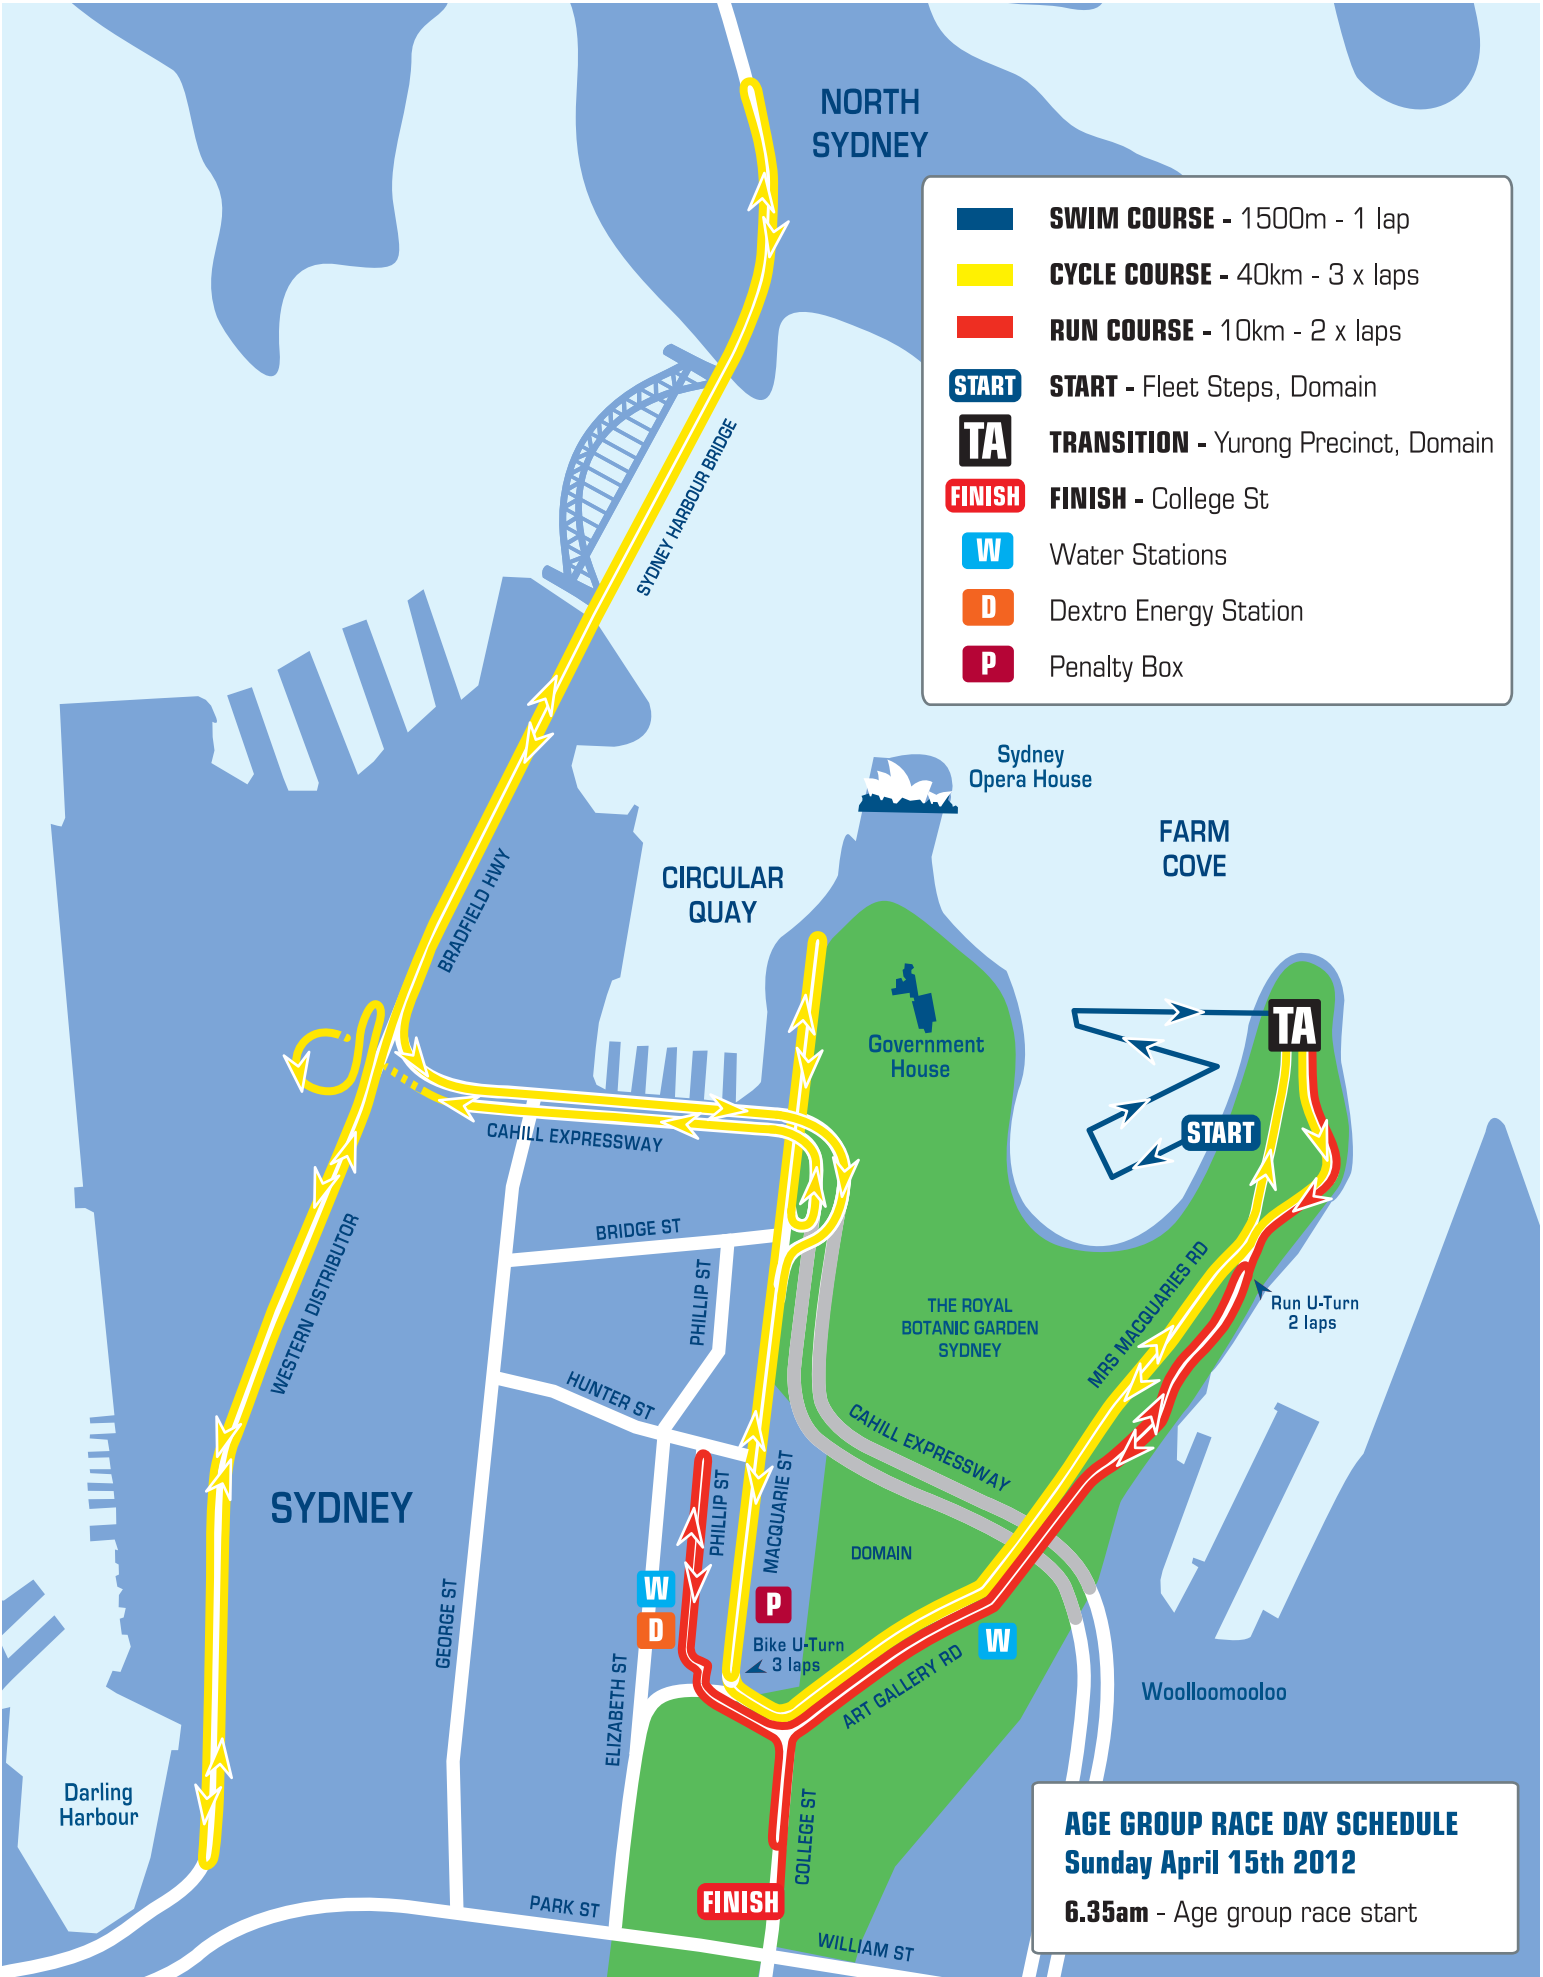 NORTH
SYDNEY
SWIM COURSE - 1500m - 1 lap
CYCLE COURSE - 40km - 3 x laps
RUN COURSE - 10km - 2 x laps
START START - Fleet Steps, Domain
TA TRANSITION - Yurong Precinct, Domain
FINISH FINISH - College St
W Water Stations
D Dextro Energy Station
P Penalty Box
SYDNEY HARBOUR BRIDGE
Sydney
Opera House
FARM
COVE
CIRCULAR
QUAY
BRADFIELD HWY
Government
House
TA
START
CAHILL EXPRESSWAY
BRIDGE ST
WESTERN DISTRIBUTOR
PHILLIP ST
MRS MACQUARIES RD
Run U-Turn
2 laps
THE ROYAL
BOTANIC GARDEN
SYDNEY
HUNTER ST
CAHILL EXPRESSWAY
SYDNEY
PHILLIP ST
MACQUARIE ST
DOMAIN
GEORGE ST
W
D
P
Bike U-Turn
3 laps
W
ART GALLERY RD
ELIZABETH ST
Woolloomooloo
Darling
Harbour
COLLEGE ST
FINISH
PARK ST
WILLIAM ST
AGE GROUP RACE DAY SCHEDULE
Sunday April 15th 2012
6.35am - Age group race start